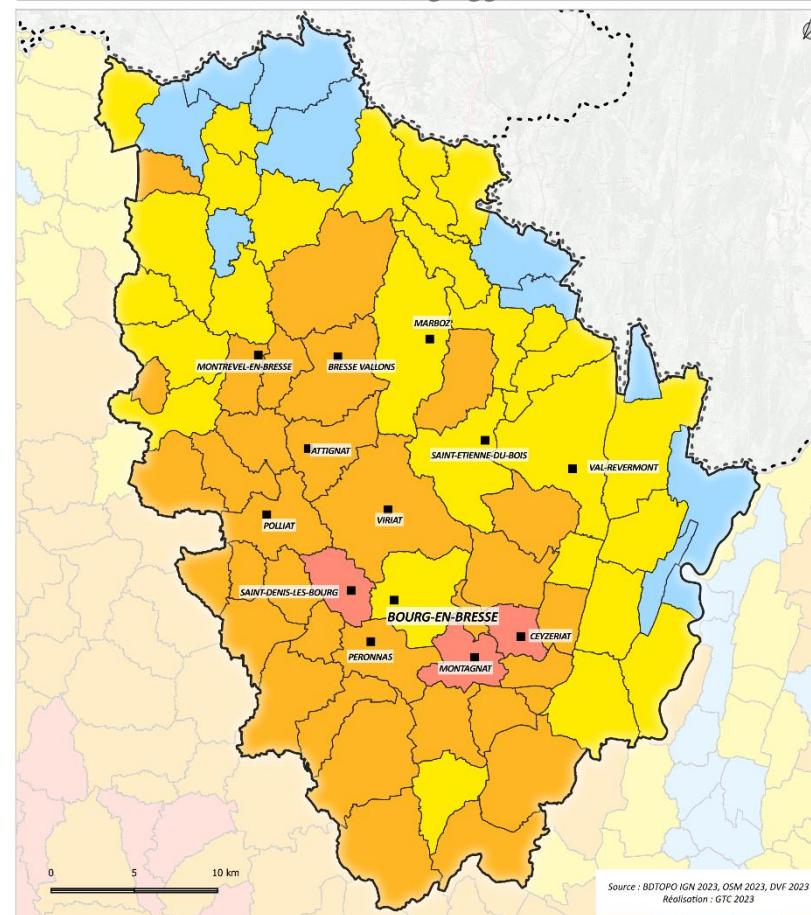 MARBOZ
MONTREVEL-EN-BRESSE
BRESSE VALLONS
ATTIGNAT
SAINT-ETIENNE-DU-BOIS
VAL-REVERMONT
POLLIAT
VIRIAT
SAINT-DENIS-LES-BOURG
BOURG-EN-BRESSE
CEYZERIAT
PERONNAS
MONTAGNAT
0 5 10 km
Source : BDTOPO IGN 2023, OSM 2023, DVF 2023
Réalisation : GTC 2023